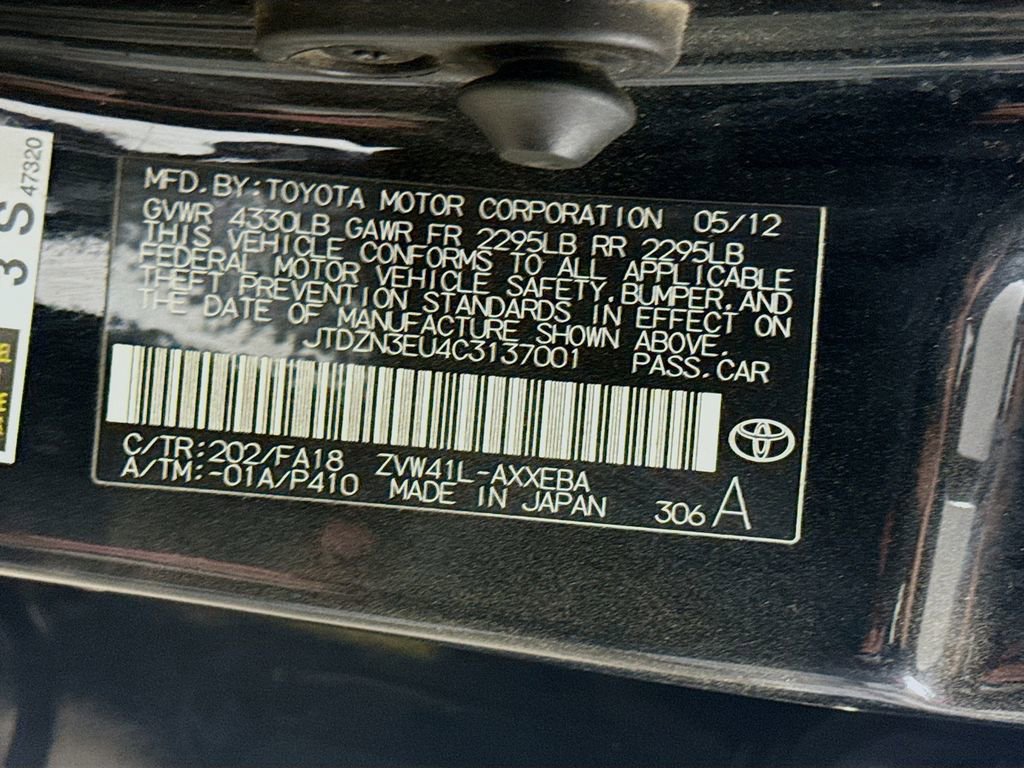 MFD.BY:TOYOTA MOTOR CORPORATION 05/12
GVWR 4330LB GAWR FR 2295LB RR 2295LB
THIS VEHICLE CONFORMS TO ALL APPLICABLE
FEDERAL MOTOR VEHICLE SAFETY,BUMPER,AND
THEFT PREVENTION STANDARDS IN EFFECT ON
THE DATE OF MANUFACTURE SHOWN ABOVE.
JTDZN3EU4C3137001 PASS.CAR
C/TR:202/FA18 ZVW41L-AXXEBA
A/TM:-01A/P410 MADE IN JAPAN 306 A
3 S
47320